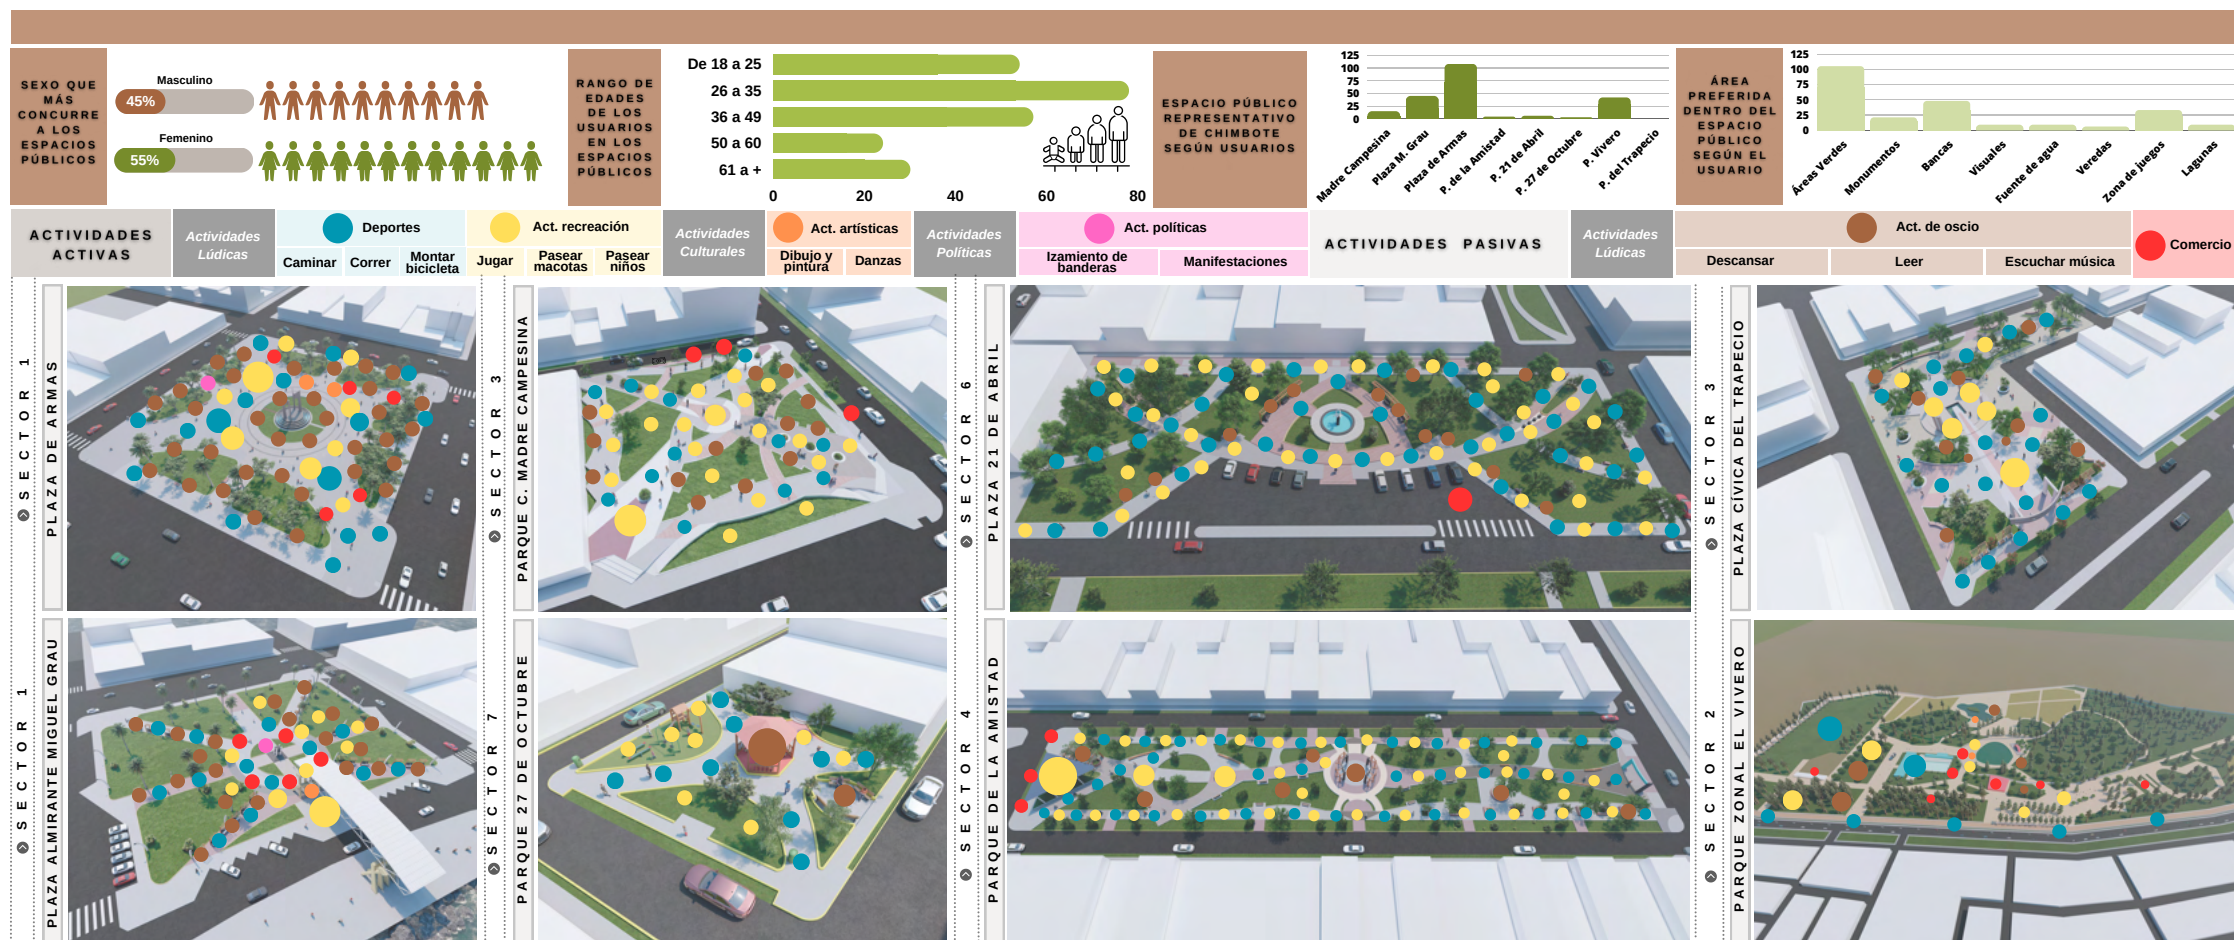 SEXO QUE
MÁS
CONCURRE
A LOS
ESPACIOS
PÚBLICOS
Masculino
45%
Femenino
55%
RANGO DE
EDADES
DE LOS
USUARIOS
EN LOS
ESPACIOS
PÚBLICOS
De 18 a 25
26 a 35
36 a 49
50 a 60
61 a +
0 20 40 60 80
ESPACIO PÚBLICO
REPRESENTATIVO
DE CHIMBOTE
SEGÚN USUARIOS
125
100
75
50
25
0
Madre Campesina
Plaza M. Grau
Plaza de Armas
P. de la Amistad
P. 21 de Abril
P. 27 de Octubre
P. Vivero
P. del Trapecio
ÁREA
PREFERIDA
DENTRO DEL
ESPACIO
PÚBLICO
SEGÚN EL
USUARIO
125
100
75
50
25
0
Áreas Verdes
Monumentos
Bancas
Visuales
Fuente de agua
Veredas
Zona de juegos
Lagunas
ACTIVIDADES
ACTIVAS
Actividades
Lúdicas
Deportes
Caminar
Correr
Montar
bicicleta
Act. recreación
Jugar
Pasear
macotas
Pasear
niños
Actividades
Culturales
Act. artísticas
Dibujo y
pintura
Danzas
Actividades
Políticas
Act. políticas
Izamiento de
banderas
Manifestaciones
ACTIVIDADES PASIVAS
Actividades
Lúdicas
Act. de oscio
Descansar
Leer
Escuchar música
Comercio
SECTOR 1
PLAZA DE ARMAS
SECTOR 3
PARQUE C. MADRE CAMPESINA
SECTOR 6
PLAZA 21 DE ABRIL
SECTOR 3
PLAZA CÍVICA DEL TRAPECIO
SECTOR 1
PLAZA ALMIRANTE MIGUEL GRAU
SECTOR 7
PARQUE 27 DE OCTUBRE
SECTOR 4
PARQUE DE LA AMISTAD
SECTOR 2
PARQUE ZONAL EL VIVERO